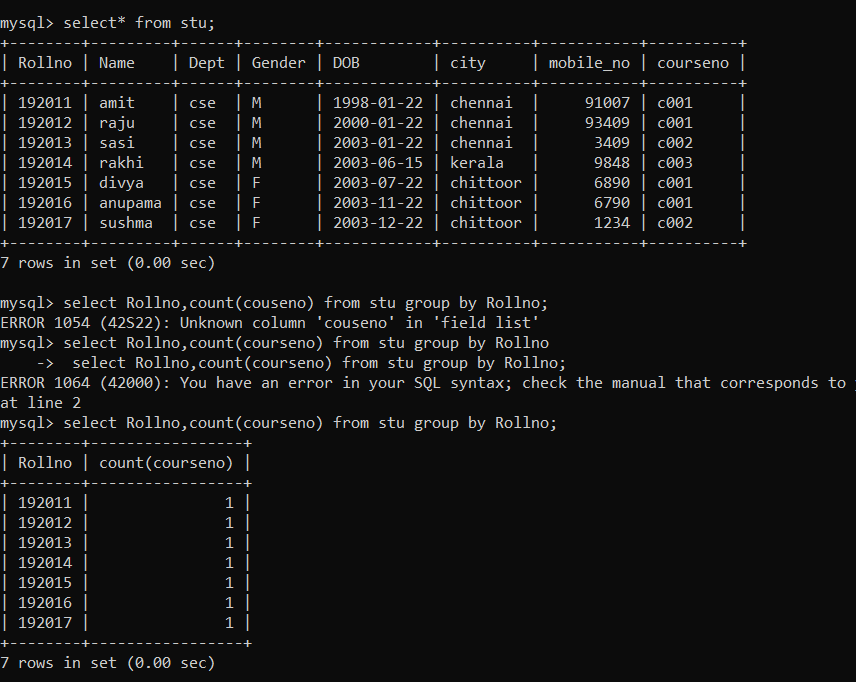 mysql> select* from stu;
+--------+---------+------+--------+------------+----------+-----------+----------+
| Rollno | Name    | Dept | Gender | DOB        | city     | mobile_no | courseno |
+--------+---------+------+--------+------------+----------+-----------+----------+
| 192011 | amit    | cse  | M      | 1998-01-22 | chennai  |     91007 | c001     |
| 192012 | raju    | cse  | M      | 2000-01-22 | chennai  |     93409 | c001     |
| 192013 | sasi    | cse  | M      | 2003-01-22 | chennai  |      3409 | c002     |
| 192014 | rakhi   | cse  | M      | 2003-06-15 | kerala   |      9848 | c003     |
| 192015 | divya   | cse  | F      | 2003-07-22 | chittoor |      6890 | c001     |
| 192016 | anupama | cse  | F      | 2003-11-22 | chittoor |      6790 | c001     |
| 192017 | sushma  | cse  | F      | 2003-12-22 | chittoor |      1234 | c002     |
+--------+---------+------+--------+------------+----------+-----------+----------+
7 rows in set (0.00 sec)
mysql> select Rollno,count(couseno) from stu group by Rollno;
ERROR 1054 (42S22): Unknown column 'couseno' in 'field list'
mysql> select Rollno,count(courseno) from stu group by Rollno
    ->  select Rollno,count(courseno) from stu group by Rollno;
ERROR 1064 (42000): You have an error in your SQL syntax; check the manual that corresponds to
at line 2
mysql> select Rollno,count(courseno) from stu group by Rollno;
+--------+-----------------+
| Rollno | count(courseno) |
+--------+-----------------+
| 192011 |               1 |
| 192012 |               1 |
| 192013 |               1 |
| 192014 |               1 |
| 192015 |               1 |
| 192016 |               1 |
| 192017 |               1 |
+--------+-----------------+
7 rows in set (0.00 sec)